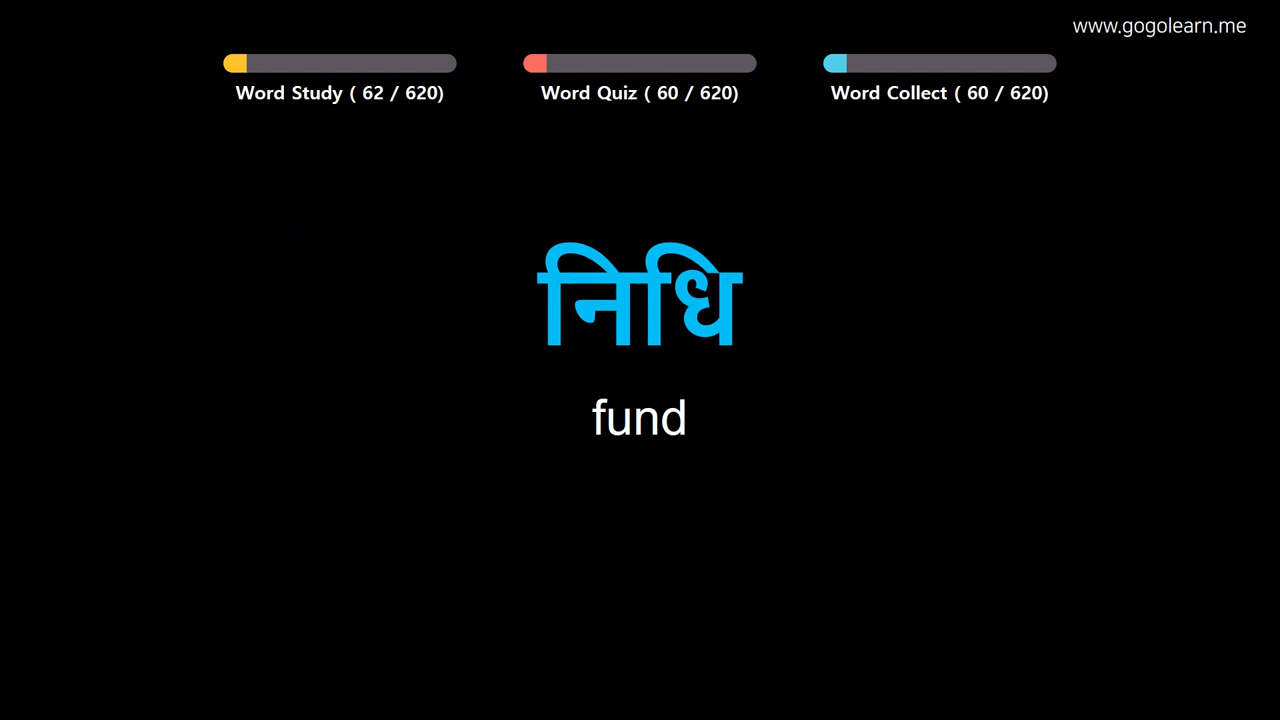 www.gogolearn.me
Word Study ( 62 / 620)
Word Quiz ( 60 / 620)
Word Collect ( 60 / 620)
निधि
fund